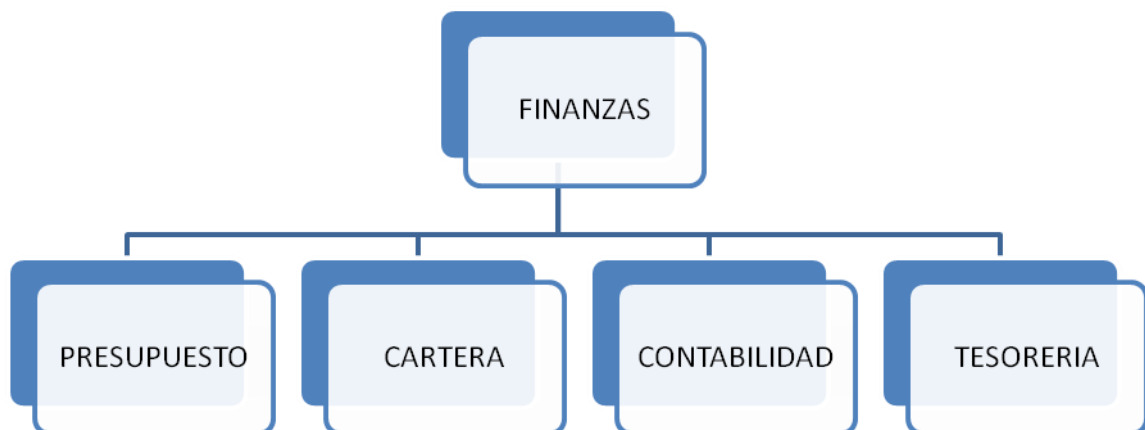 FINANZAS
PRESUPUESTO
CARTERA
CONTABILIDAD
TESORERIA